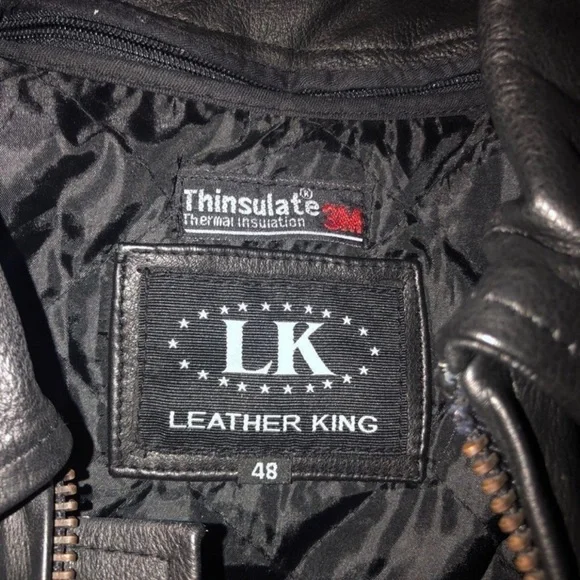 Thinsulate (R)
Thermal Insulation 3M
LK
LEATHER KING
48